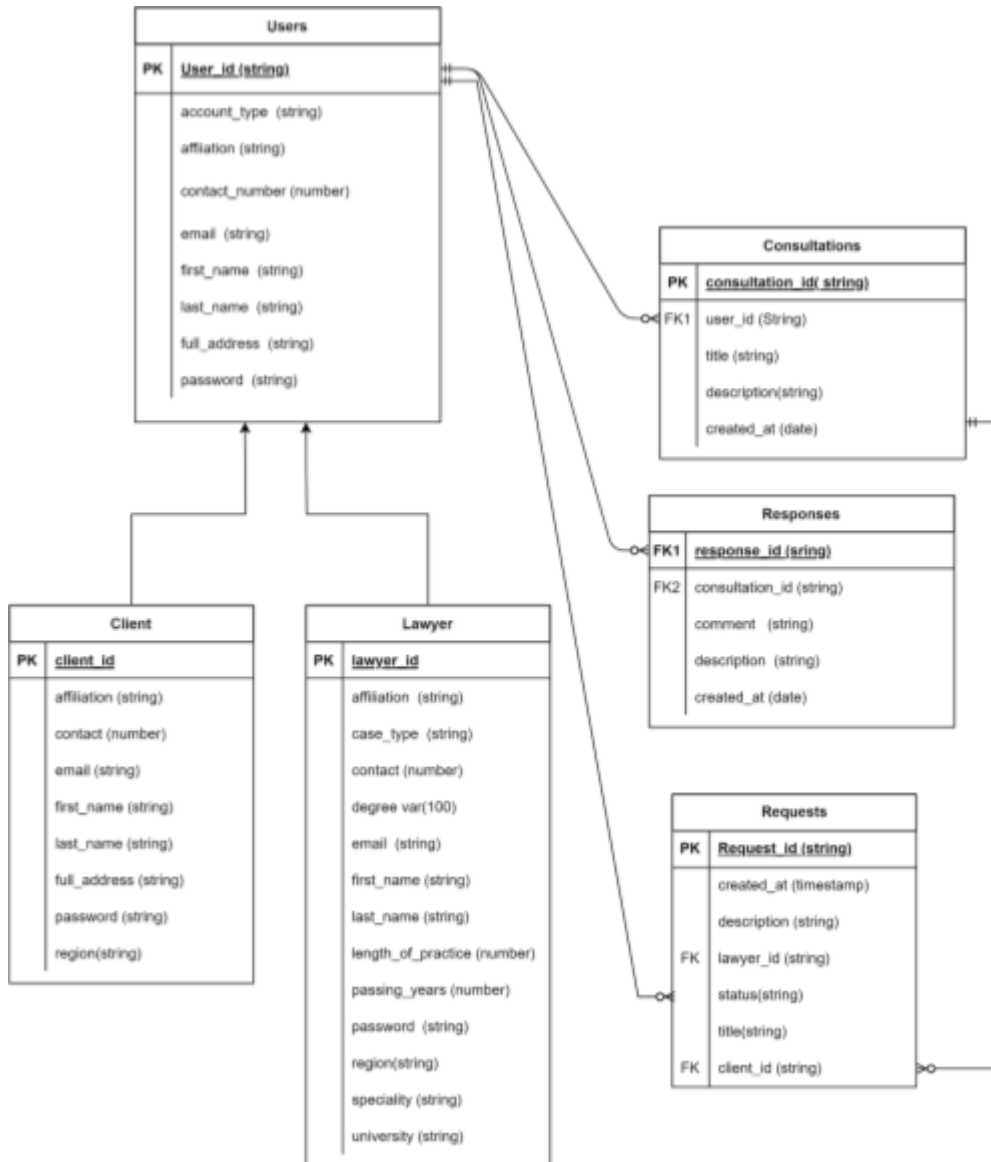 Users
PK User_id (string)
account_type (string)
affliation (string)
contact_number (number)
email (string)
first_name (string)
last_name (string)
full_address (string)
password (string)
Consultations
PK consultation_id( string)
FK1 user_id (String)
title (string)
description(string)
created_at (date)
Responses
FK1 response_id (sring)
FK2 consultation_id (string)
comment (string)
description (string)
created_at (date)
Client
PK client_id
affiliation (string)
contact (number)
email (string)
first_name (string)
last_name (string)
full_address (string)
password (string)
region(string)
Lawyer
PK lawyer_id
affiliation (string)
case_type (string)
contact (number)
degree var(100)
email (string)
first_name (string)
last_name (string)
length_of_practice (number)
passing_years (number)
password (string)
region(string)
speciality (string)
university (string)
Requests
PK Request_id (string)
created_at (timestamp)
description (string)
FK lawyer_id (string)
status(string)
title(string)
FK client_id (string)